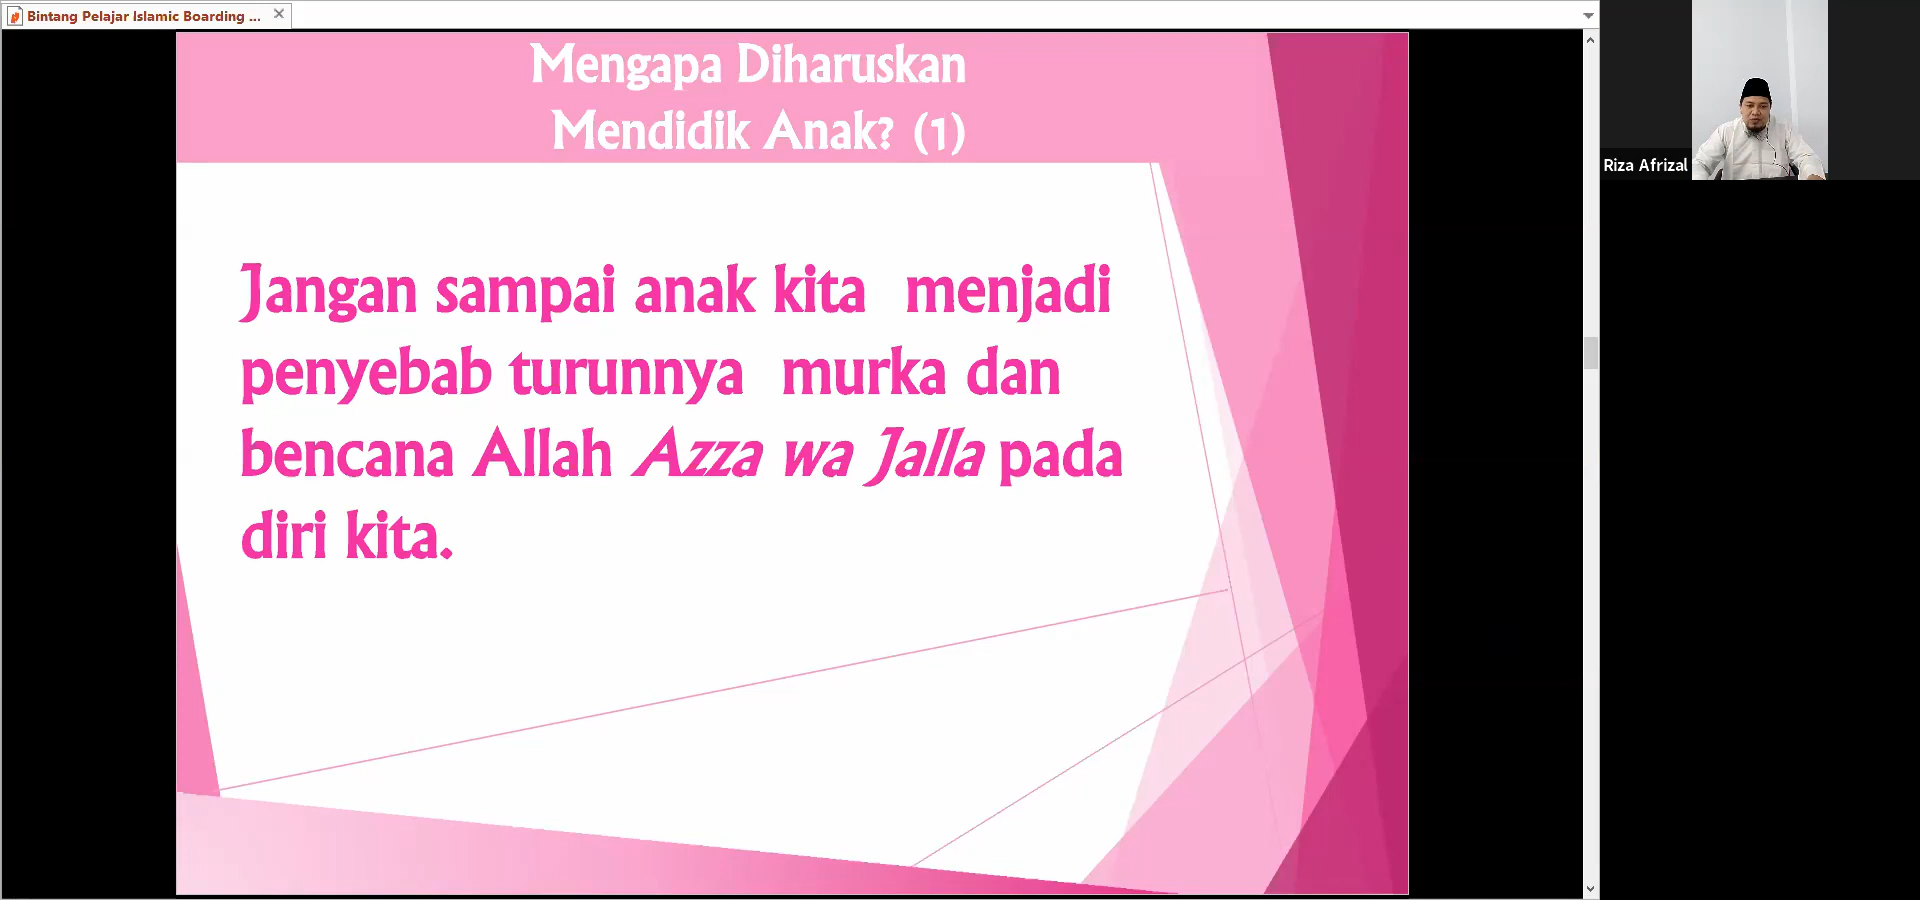 Bintang Pelajar Islamic Boarding ...
Mengapa Diharuskan
Mendidik Anak? (1)
Jangan sampai anak kita menjadi
penyebab turunnya murka dan
bencana Allah Azza wa Jalla pada
diri kita.
Riza Afrizal